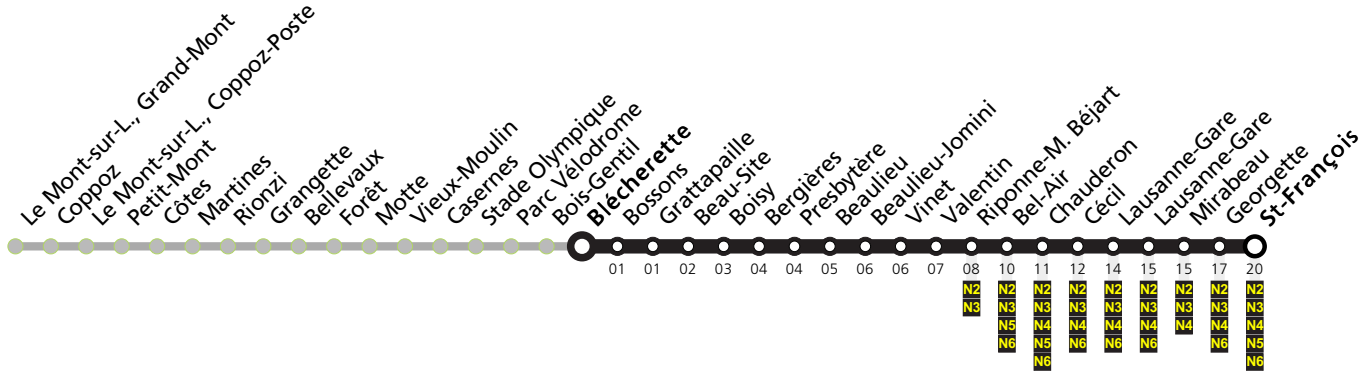 Le Mont-sur-L., Grand-Mont
Coppoz
Le Mont-sur-L., Coppoz-Poste
Petit-Mont
Côtes
Martines
Rionzi
Grangette
Bellevaux
Forêt
Motte
Vieux-Moulin
Casernes
Stade Olympique
Parc Vélodrome
Bois-Gentil
Blécherette
Bossons
Grattapaille
Beau-Site
Boisy
Bergières
Presbytère
Beaulieu
Beaulieu-Jomini
Vinet
Valentin
Riponne-M. Béjart
Bel-Air
Chauderon
Cécil
Lausanne-Gare
Lausanne-Gare
Mirabeau
Georgette
St-François
01 01 02 03 04 04 05 06 06 07 08 10 11 12 14 15 15 17 20
N2 N2 N2 N2 N2 N2 N2 N2 N2
N3 N3 N3 N3 N3 N3 N3 N3 N3
N5 N4 N4 N4 N4 N4 N4 N4
N6 N5 N6 N6 N6 N6 N5
N6 N6